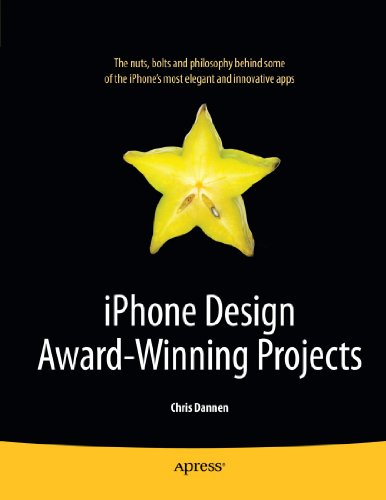 The nuts, bolts and philosophy behind some
of the iPhone's most elegant and innovative apps
iPhone Design
Award-Winning Projects
Chris Dannen
Apress®